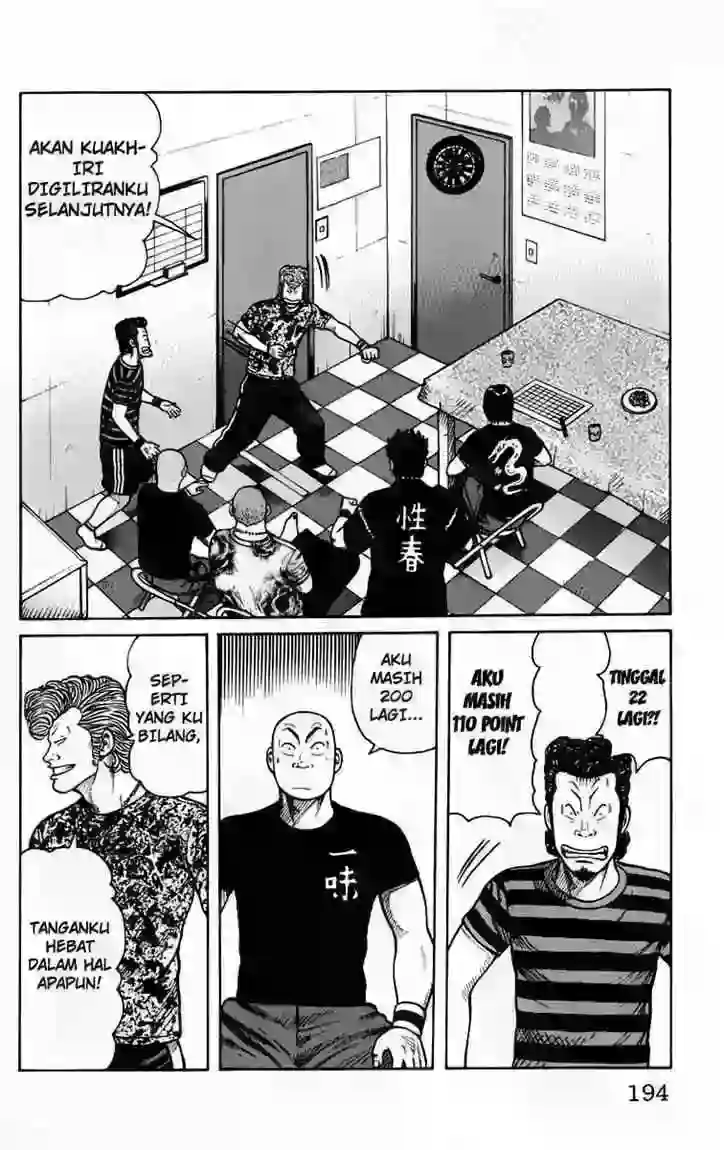 AKAN KUAKH-
IRI
DIGILIRANKU
SELANJUTNYA!
性
春
TINGGAL
22
LAGI?!
AKU
MASIH
110 POINT
LAGI!
AKU
MASIH
200
LAGI...
一
味
SEP-
ERTI
YANG KU
BILANG,
TANGANKU
HEBAT
DALAM HAL
APAPUN!
194